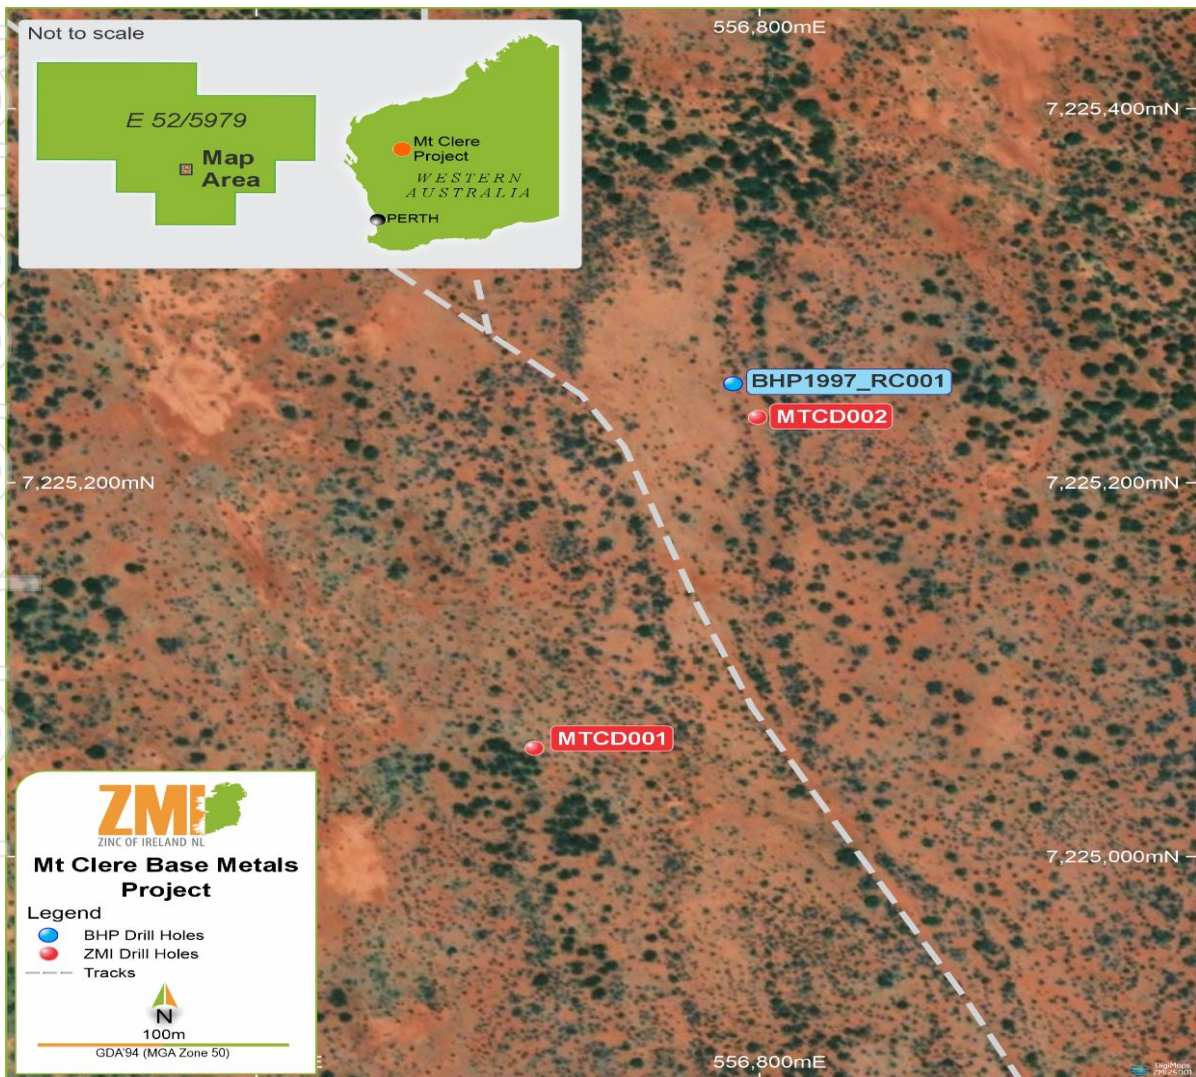 Not to scale
E 52/5979
Map
Area
Mt Clere
Project
WESTERN
AUSTRALIA
PERTH
556,800mE
7,225,400mN
BHP1997_RC001
MTCD002
7,225,200mN
7,225,200mN
MTCD001
7,225,000mN
ZMI
ZINC OF IRELAND NL
Mt Clere Base Metals
Project
Legend
BHP Drill Holes
ZMI Drill Holes
Tracks
N
100m
GDA'94 (MGA Zone 50)
E
556,800mE
DigiMaps